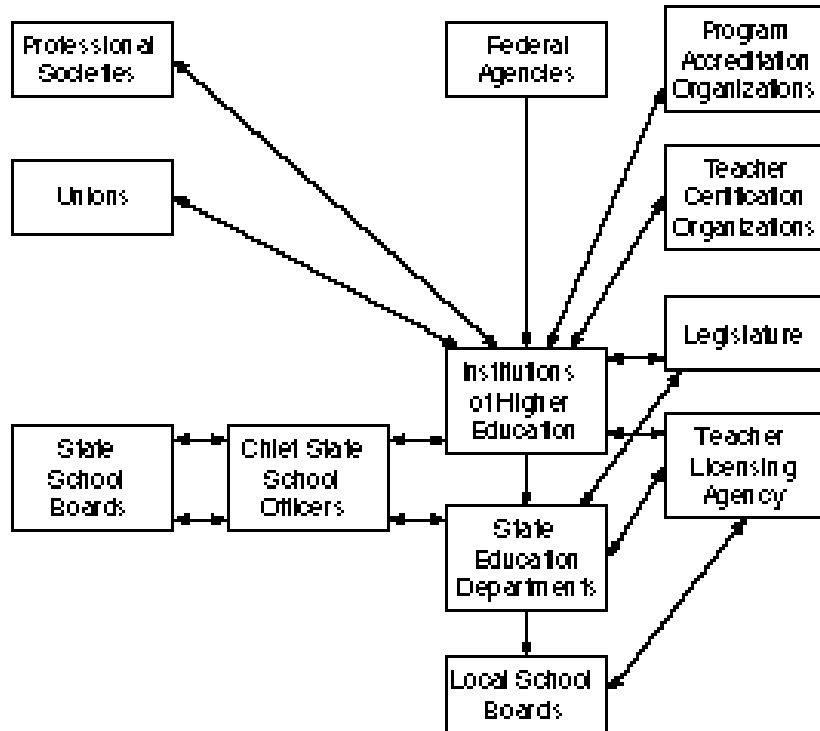 Professional
Societies
Federal
Agencies
Program
Accreditation
Organizations
Unions
Teacher
Certification
Organizations
Legislature
Institutions
of Higher
Education
State
School
Boards
Chief State
School
Officers
Teacher
Licensing
Agency
State
Education
Departments
Local School
Boards